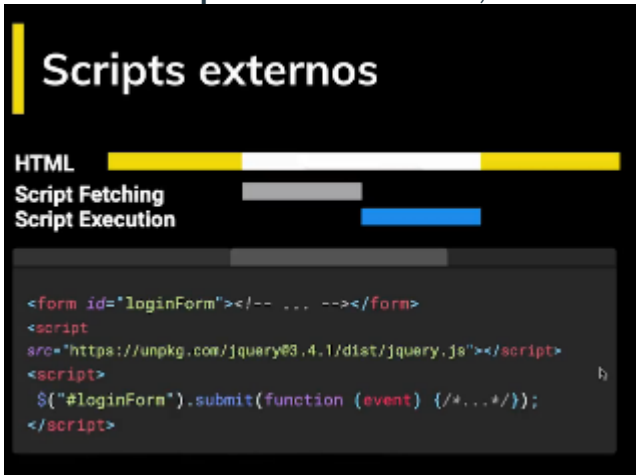 Scripts externos
HTML
Script Fetching
Script Execution
<form id="loginForm"><!-- ... --></form>
<script
src="https://unpkg.com/jquery@3.4.1/dist/jquery.js"></script>
<script>
$("#loginForm").submit(function (event) {/*...*/});
</script>